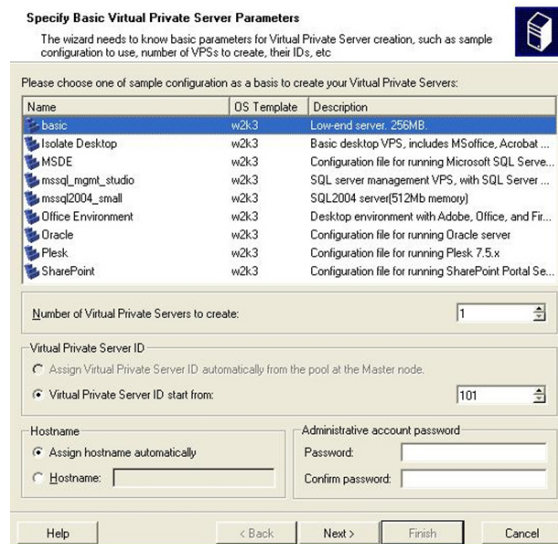 Specify Basic Virtual Private Server Parameters
The wizard needs to know basic parameters for Virtual Private Server creation, such as sample
configuration to use, number of VPSs to create, their IDs, etc
Please choose one of sample configuration as a basis to create your Virtual Private Servers:
Name OS Template Description
basic w2k3 Low-end server. 256MB.
Isolate Desktop w2k3 Basic desktop VPS, includes MSoffice, Acrobat ...
MSDE w2k3 Configuration file for running Microsoft SQL Serve...
mssql_mgmt_studio w2k3 SQL server management VPS, with SQL Server ...
mssql2004_small w2k3 SQL2004 server(512Mb memory)
Office Environment w2k3 Desktop environment with Adobe, Office, and Fir...
Oracle w2k3 Configuration file for running Oracle server
Plesk w2k3 Configuration file for running Plesk 7.5.x
SharePoint w2k3 Configuration file for running SharePoint Portal Se...
Number of Virtual Private Servers to create: 1
Virtual Private Server ID
Assign Virtual Private Server ID automatically from the pool at the Master node.
Virtual Private Server ID start from: 101
Hostname
Assign hostname automatically
Hostname:
Administrative account password
Password:
Confirm password:
Help < Back Next > Finish Cancel